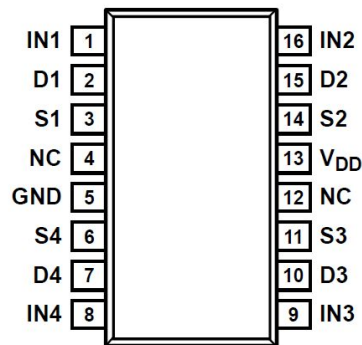 IN1 1 16 IN2
D1 2 15 D2
S1 3 14 S2
NC 4 13 VDD
GND 5 12 NC
S4 6 11 S3
D4 7 10 D3
IN4 8 9 IN3